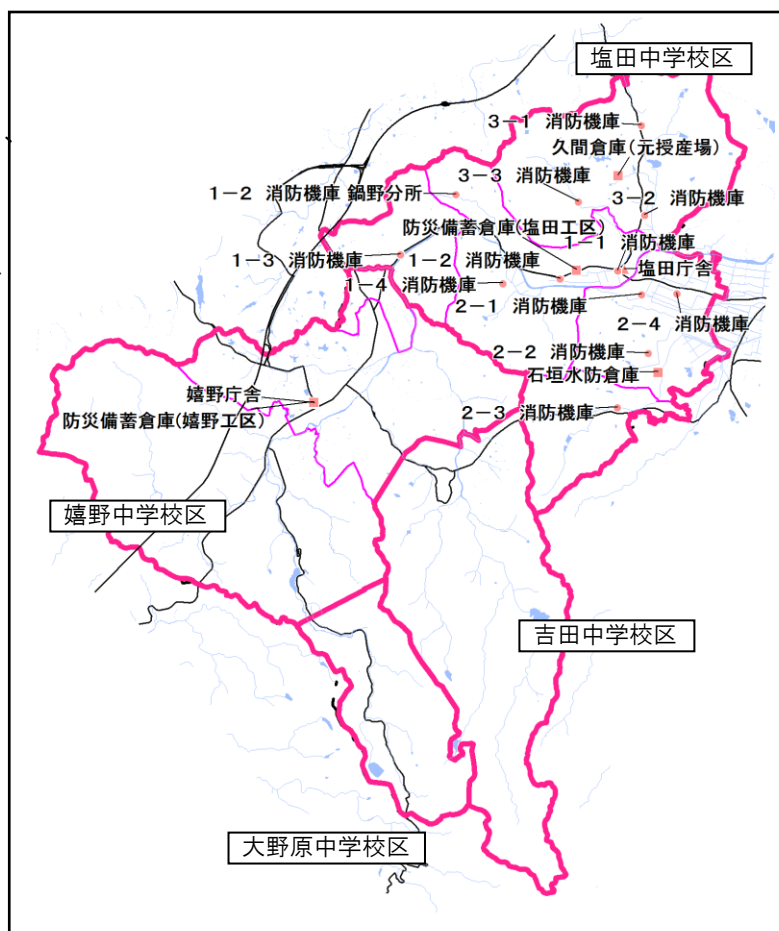 塩田中学校区
3-1 消防機庫
久間倉庫(元授産場)
3-3 消防機庫
1-2 消防機庫 鍋野分所
3-2 消防機庫
防災備蓄倉庫(塩田工区)
1-1 消防機庫
1-3 消防機庫
1-2 消防機庫
塩田庁舎
1-4 消防機庫
2-1 消防機庫
2-4 消防機庫
2-2 消防機庫
石垣水防倉庫
嬉野庁舎
2-3 消防機庫
防災備蓄倉庫(嬉野工区)
嬉野中学校区
吉田中学校区
大野原中学校区